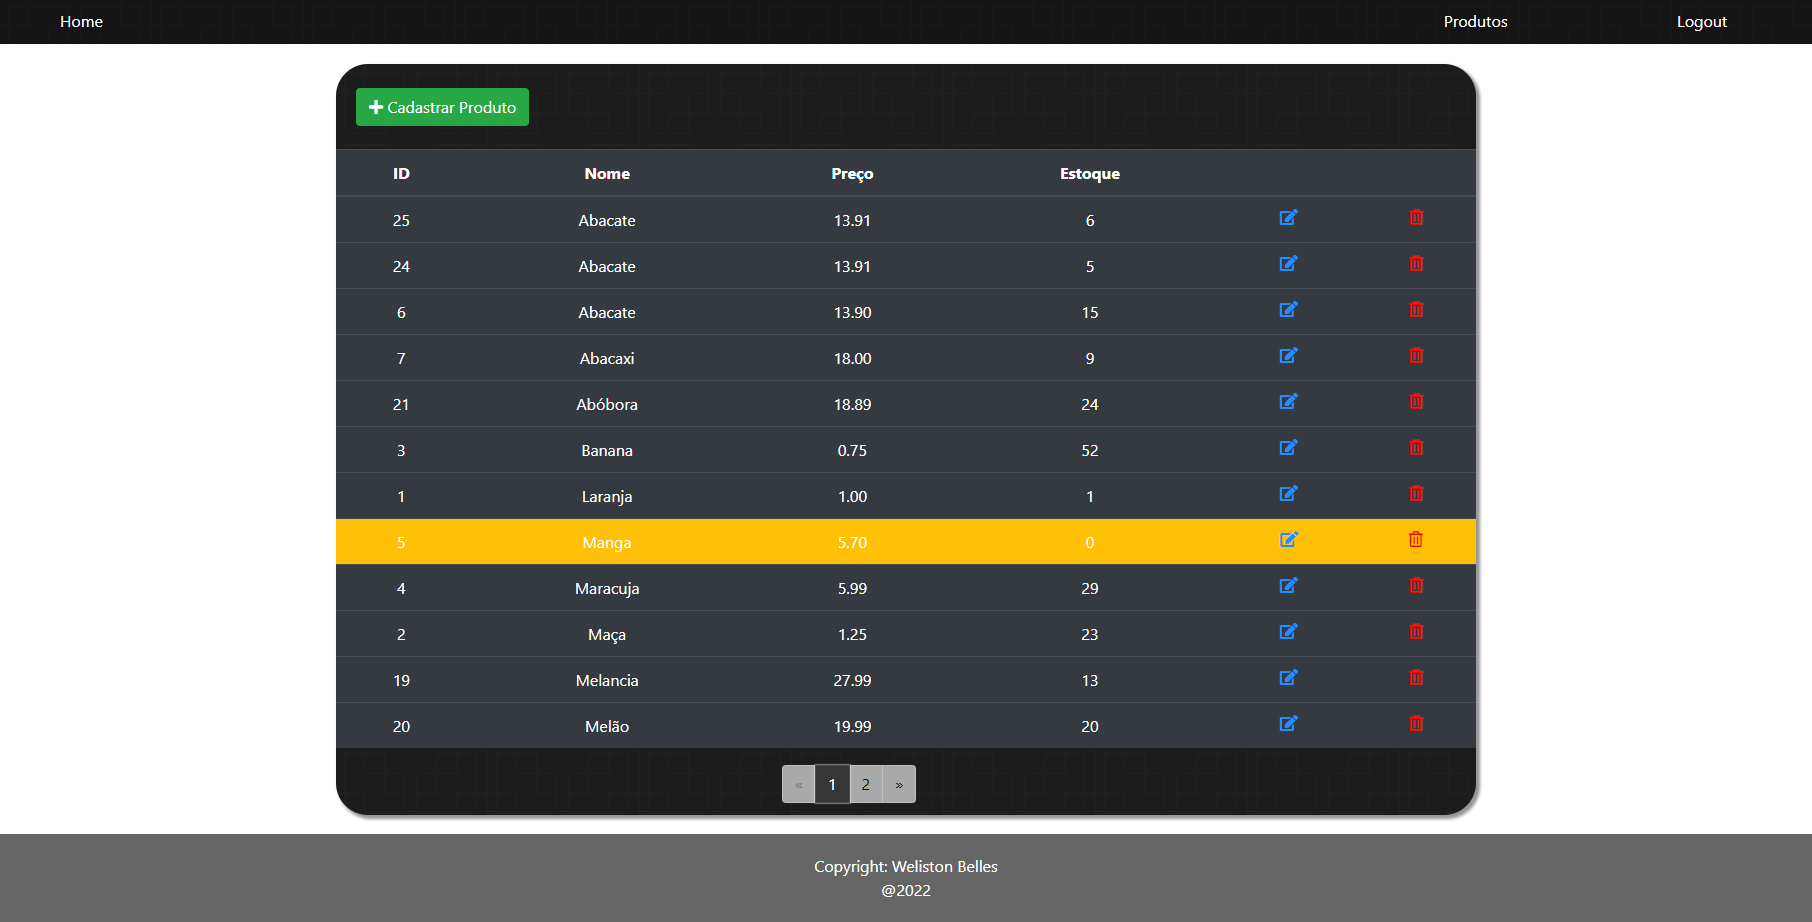 Home Produtos Logout
Cadastrar Produto
ID Nome Preço Estoque
25 Abacate 13.91 6
24 Abacate 13.91 5
6 Abacate 13.90 15
7 Abacaxi 18.00 9
21 Abóbora 18.89 24
3 Banana 0.75 52
1 Laranja 1.00 1
5 Manga 5.70 0
4 Maracuja 5.99 29
2 Maça 1.25 23
19 Melancia 27.99 13
20 Melão 19.99 20
« 1 2 »
Copyright: Weliston Belles
@2022